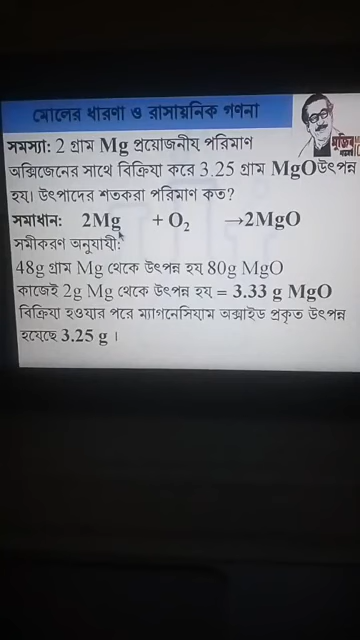 মোলের ধারণা ও রাসায়নিক গণনা
সমস্যা: 2 গ্রাম Mg প্রয়োজনীয় পরিমাণ
অক্সিজেনের সাথে বিক্রিয়া করে 3.25 গ্রাম MgO উৎপন্ন
হয়। উৎপাদের শতকরা পরিমাণ কত?
সমাধান: 2Mg + O₂ →2MgO
সমীকরণ অনুযায়ী:
48g গ্রাম Mg থেকে উৎপন্ন হয় 80g MgO
কাজেই 2g Mg থেকে উৎপন্ন হয় = 3.33 g MgO
বিক্রিয়া হওয়ার পরে ম্যাগনেসিয়াম অক্সাইড প্রকৃত উৎপন্ন
হয়েছে 3.25 g ।